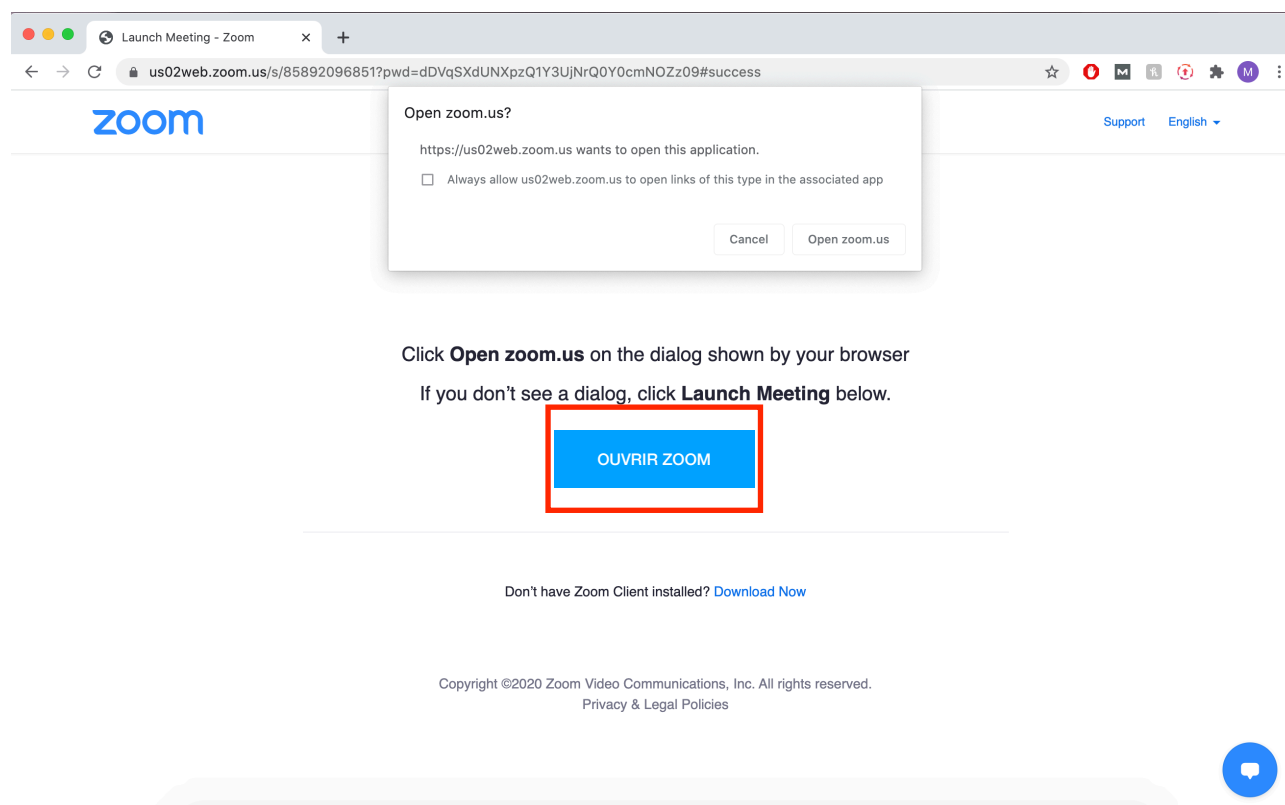 Launch Meeting - Zoom
us02web.zoom.us/s/85892096851?pwd=dDVqSXdUNXpzQ1Y3UjNrQ0Y0cmNOZz09#success
M
M
zoom
Support English
Open zoom.us?
https://us02web.zoom.us wants to open this application.
Always allow us02web.zoom.us to open links of this type in the associated app
Cancel Open zoom.us
Click Open zoom.us on the dialog shown by your browser
If you don’t see a dialog, click Launch Meeting below.
OUVRIR ZOOM
Don’t have Zoom Client installed? Download Now
Copyright ©2020 Zoom Video Communications, Inc. All rights reserved.
Privacy & Legal Policies